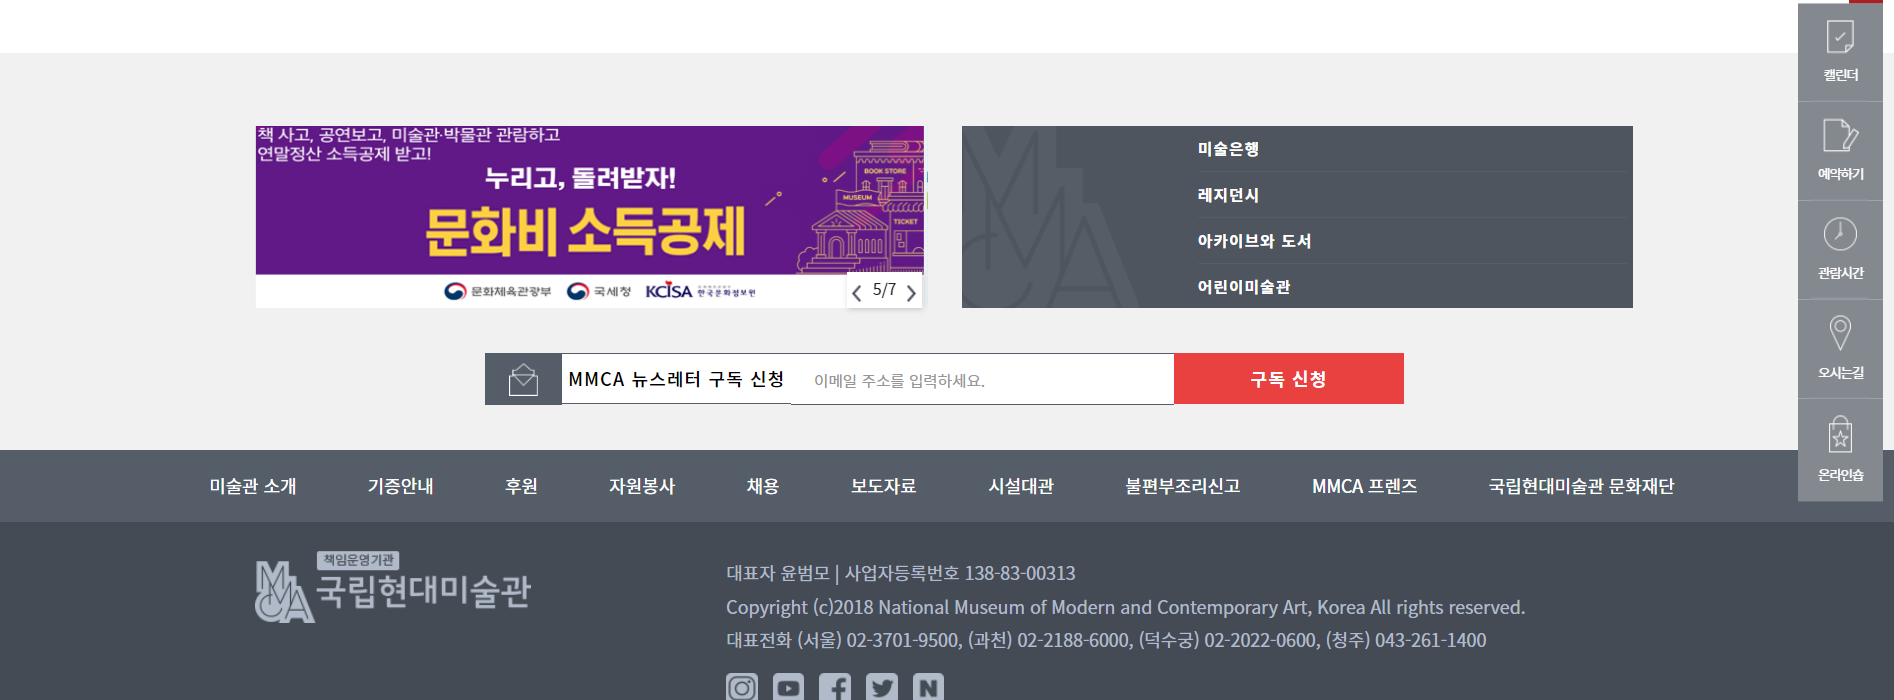 책 사고, 공연보고, 미술관·박물관 관람하고
연말정산 소득공제 받고!
누리고, 돌려받자!
문화비 소득공제
BOOK STORE
MUSEUM
TICKET
문화체육관광부
국세청
KCISA 한국문화정보원
5/7
MMCA
미술은행
레지던시
아카이브와 도서
어린이미술관
MMCA 뉴스레터 구독 신청
이메일 주소를 입력하세요.
구독 신청
캘린더
예약하기
관람시간
오시는길
온라인숍
미술관 소개 기증안내 후원 자원봉사 채용 보도자료 시설대관 불편부조리신고 MMCA 프렌즈 국립현대미술관 문화재단
MMCA
책임운영기관
국립현대미술관
대표자 윤범모 | 사업자등록번호 138-83-00313
Copyright (c)2018 National Museum of Modern and Contemporary Art, Korea All rights reserved.
대표전화 (서울) 02-3701-9500, (과천) 02-2188-6000, (덕수궁) 02-2022-0600, (청주) 043-261-1400